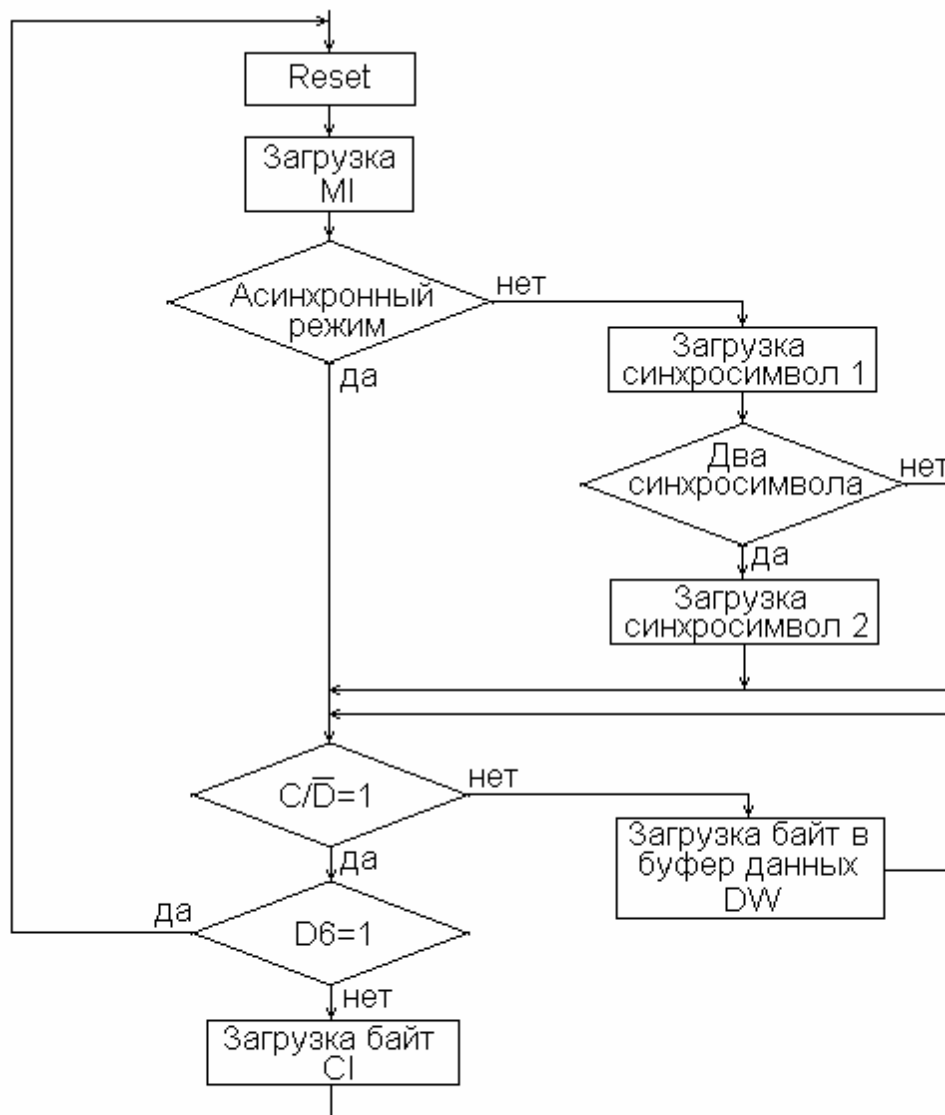 Reset
Загрузка
MI
Асинхронный
режим
нет
да
Загрузка
синхросимвол 1
Два
синхросимвола
нет
да
Загрузка
синхросимвол 2
C/D̅=1
нет
да
Загрузка байт в
буфер данных
DW
D6=1
да
нет
Загрузка байт
CI